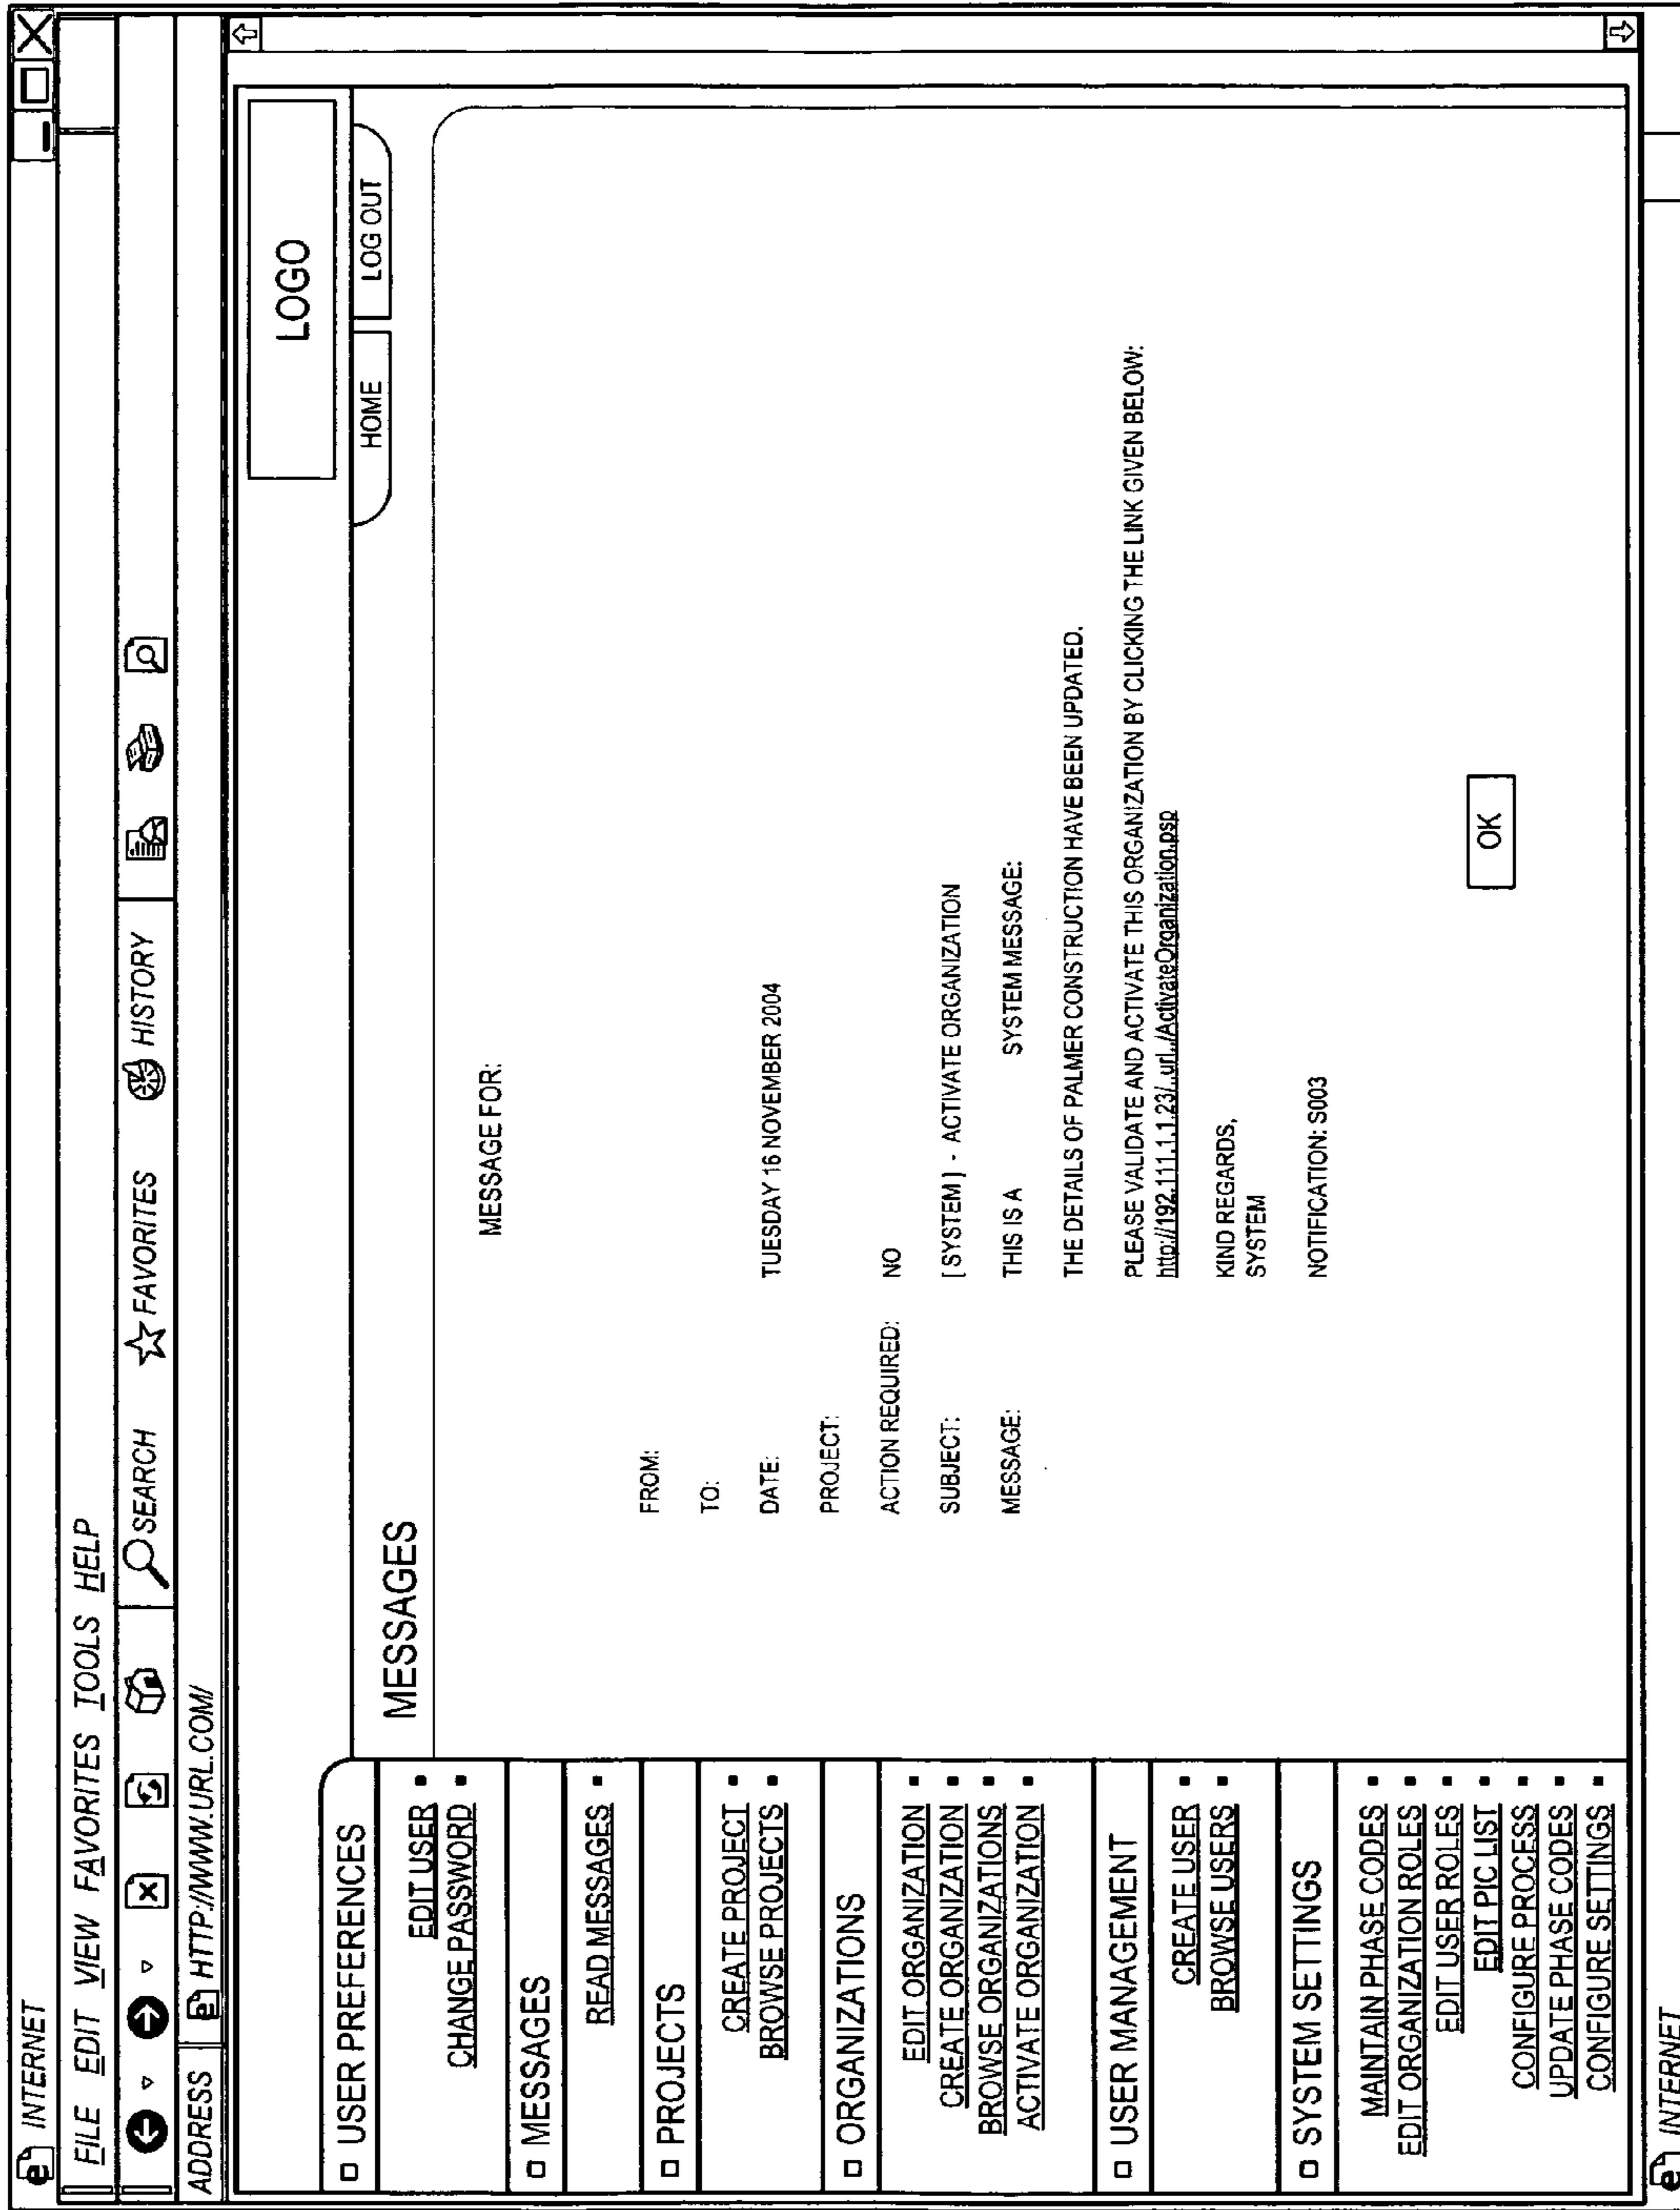 INTERNET
FILE EDIT VIEW FAVORITES TOOLS HELP
SEARCH FAVORITES HISTORY
ADDRESS HTTP://WWW.URL.COM/
LOGO
HOME LOG OUT
USER PREFERENCES
EDIT USER
CHANGE PASSWORD
MESSAGES
READ MESSAGES
PROJECTS
CREATE PROJECT
BROWSE PROJECTS
ORGANIZATIONS
EDIT ORGANIZATION
CREATE ORGANIZATION
BROWSE ORGANIZATIONS
ACTIVATE ORGANIZATION
USER MANAGEMENT
CREATE USER
BROWSE USERS
SYSTEM SETTINGS
MAINTAIN PHASE CODES
EDIT ORGANIZATION ROLES
EDIT USER ROLES
EDIT PIC LIST
CONFIGURE PROCESS
UPDATE PHASE CODES
CONFIGURE SETTINGS
MESSAGES
MESSAGE FOR:
FROM:
TO:
DATE: TUESDAY 16 NOVEMBER 2004
PROJECT:
ACTION REQUIRED: NO
SUBJECT: [SYSTEM] - ACTIVATE ORGANIZATION
MESSAGE: THIS IS A SYSTEM MESSAGE:
THE DETAILS OF PALMER CONSTRUCTION HAVE BEEN UPDATED.
PLEASE VALIDATE AND ACTIVATE THIS ORGANIZATION BY CLICKING THE LINK GIVEN BELOW:
http://192.111.1.23/..url../ActivateOrganization.psp
KIND REGARDS,
SYSTEM
NOTIFICATION: S003
OK
INTERNET